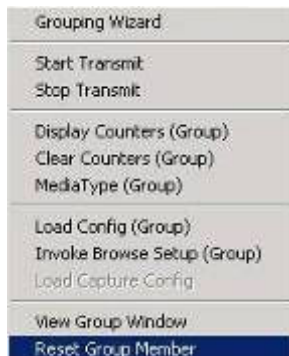 Grouping Wizard
Start Transmit
Stop Transmit
Display Counters (Group)
Clear Counters (Group)
MediaType (Group)
Load Config (Group)
Invoke Browse Setup (Group)
Load Capture Config
View Group Window
Reset Group Member